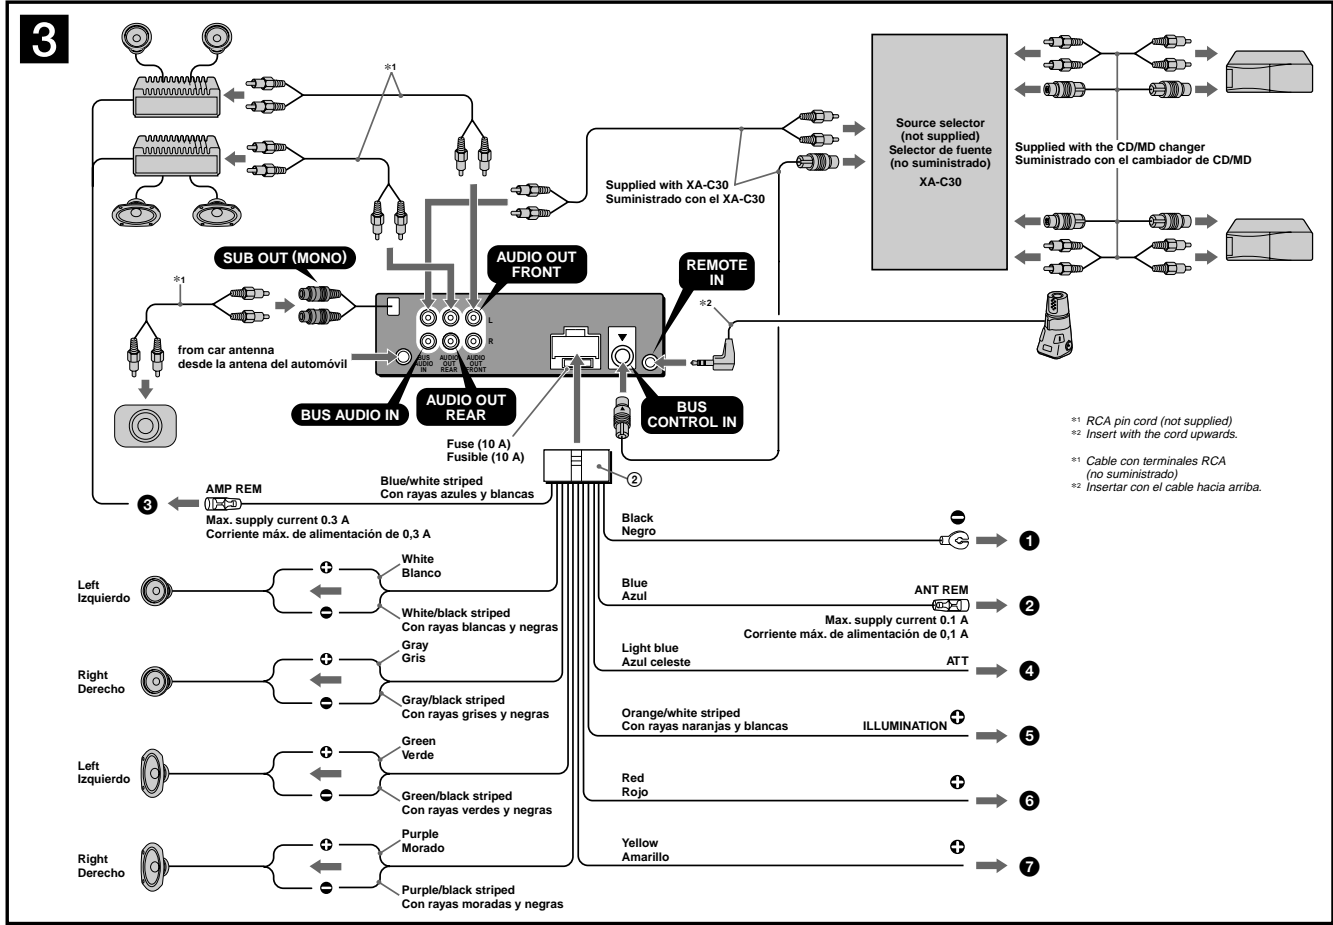 3
*1
Source selector
(not supplied)
Selector de fuente
(no suministrado)
XA-C30
Supplied with the CD/MD changer
Suministrado con el cambiador de CD/MD
Supplied with XA-C30
Suministrado con el XA-C30
SUB OUT (MONO)
AUDIO OUT
FRONT
REMOTE
IN
*1
*2
L
R
BUS
AUDIO
IN
AUDIO
OUT
REAR
AUDIO
OUT
FRONT
from car antenna
desde la antena del automóvil
BUS AUDIO IN
AUDIO OUT
REAR
BUS
CONTROL IN
Fuse (10 A)
Fusible (10 A)
*1 RCA pin cord (not supplied)
*2 Insert with the cord upwards.
*1 Cable con terminales RCA
(no suministrado)
*2 Insertar con el cable hacia arriba.
2
Blue/white striped
Con rayas azules y blancas
3
AMP REM
Max. supply current 0.3 A
Corriente máx. de alimentación de 0,3 A
Black
Negro
1
Blue
Azul
ANT REM
2
Max. supply current 0.1 A
Corriente máx. de alimentación de 0,1 A
Light blue
Azul celeste
ATT
4
Orange/white striped
Con rayas naranjas y blancas
ILLUMINATION
5
Red
Rojo
6
Yellow
Amarillo
7
Left
Izquierdo
White
Blanco
White/black striped
Con rayas blancas y negras
Right
Derecho
Gray
Gris
Gray/black striped
Con rayas grises y negras
Left
Izquierdo
Green
Verde
Green/black striped
Con rayas verdes y negras
Right
Derecho
Purple
Morado
Purple/black striped
Con rayas moradas y negras